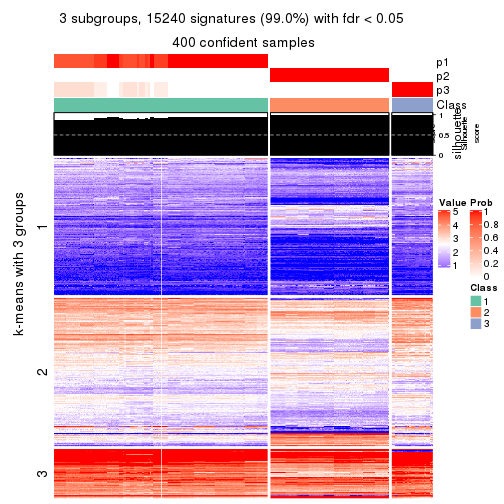 3 subgroups, 15240 signatures (99.0%) with fdr < 0.05
400 confident samples
p1
p2
p3
Class
1
0.5
0
silhouette
Silhouette
score
k-means with 3 groups
1
2
3
Value
5
4
3
2
1
Prob
1
0.8
0.6
0.4
0.2
0
Class
1
2
3